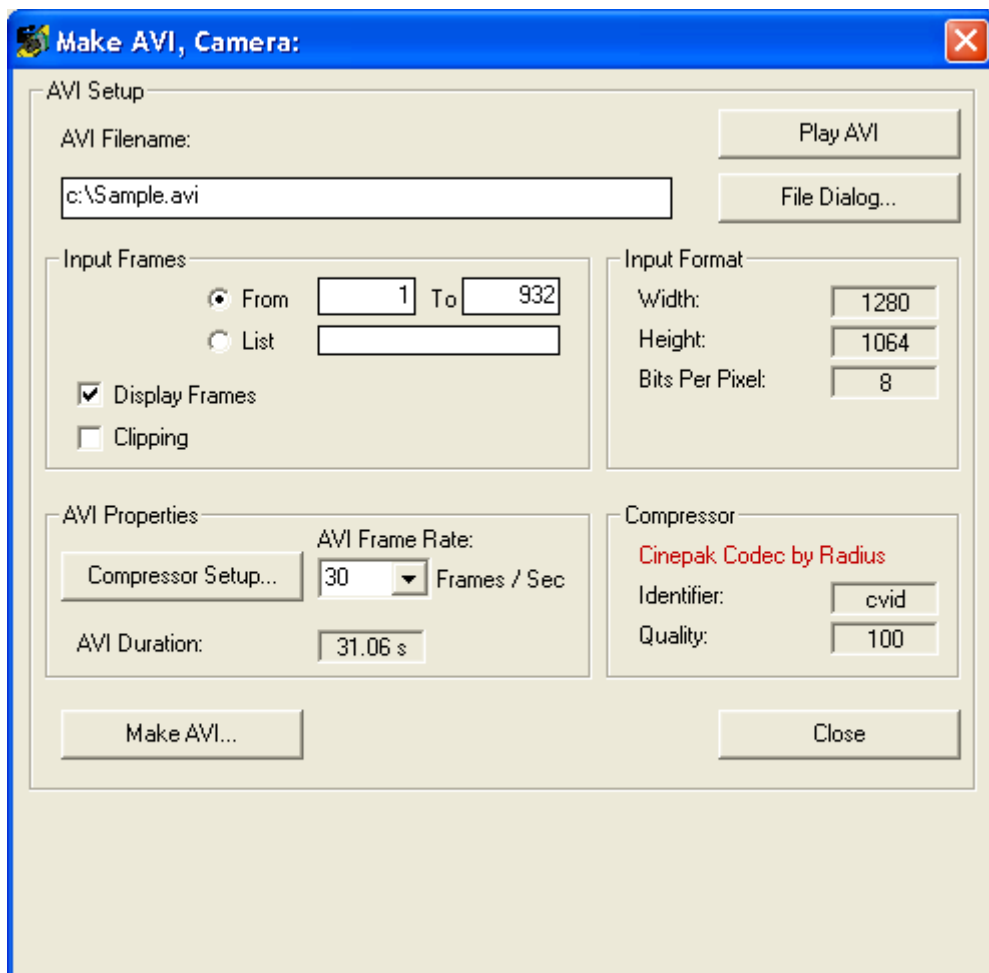 Make AVI, Camera:
AVI Setup
AVI Filename:
Play AVI
c:\Sample.avi
File Dialog...
Input Frames
From 1 To 932
List
Display Frames
Clipping
Input Format
Width: 1280
Height: 1064
Bits Per Pixel: 8
AVI Properties
AVI Frame Rate:
Compressor Setup... 30 Frames / Sec
AVI Duration: 31.06 s
Compressor
Cinepak Codec by Radius
Identifier: cvid
Quality: 100
Make AVI...
Close